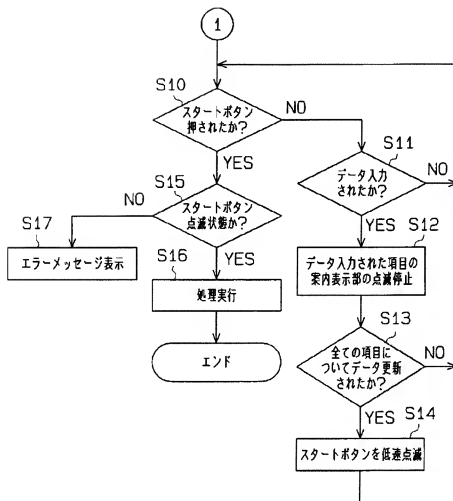 1
S10
スタートボタン
押されたか?
NO
YES
S11
データ入力
されたか?
NO
YES
S15
スタートボタン
点滅状態か?
NO
YES
S17
エラーメッセージ表示
S16
処理実行
エンド
S12
データ入力された項目の
案内表示部の点滅停止
S13
全ての項目に
ついてデータ更新
されたか?
NO
YES
S14
スタートボタンを低速点滅